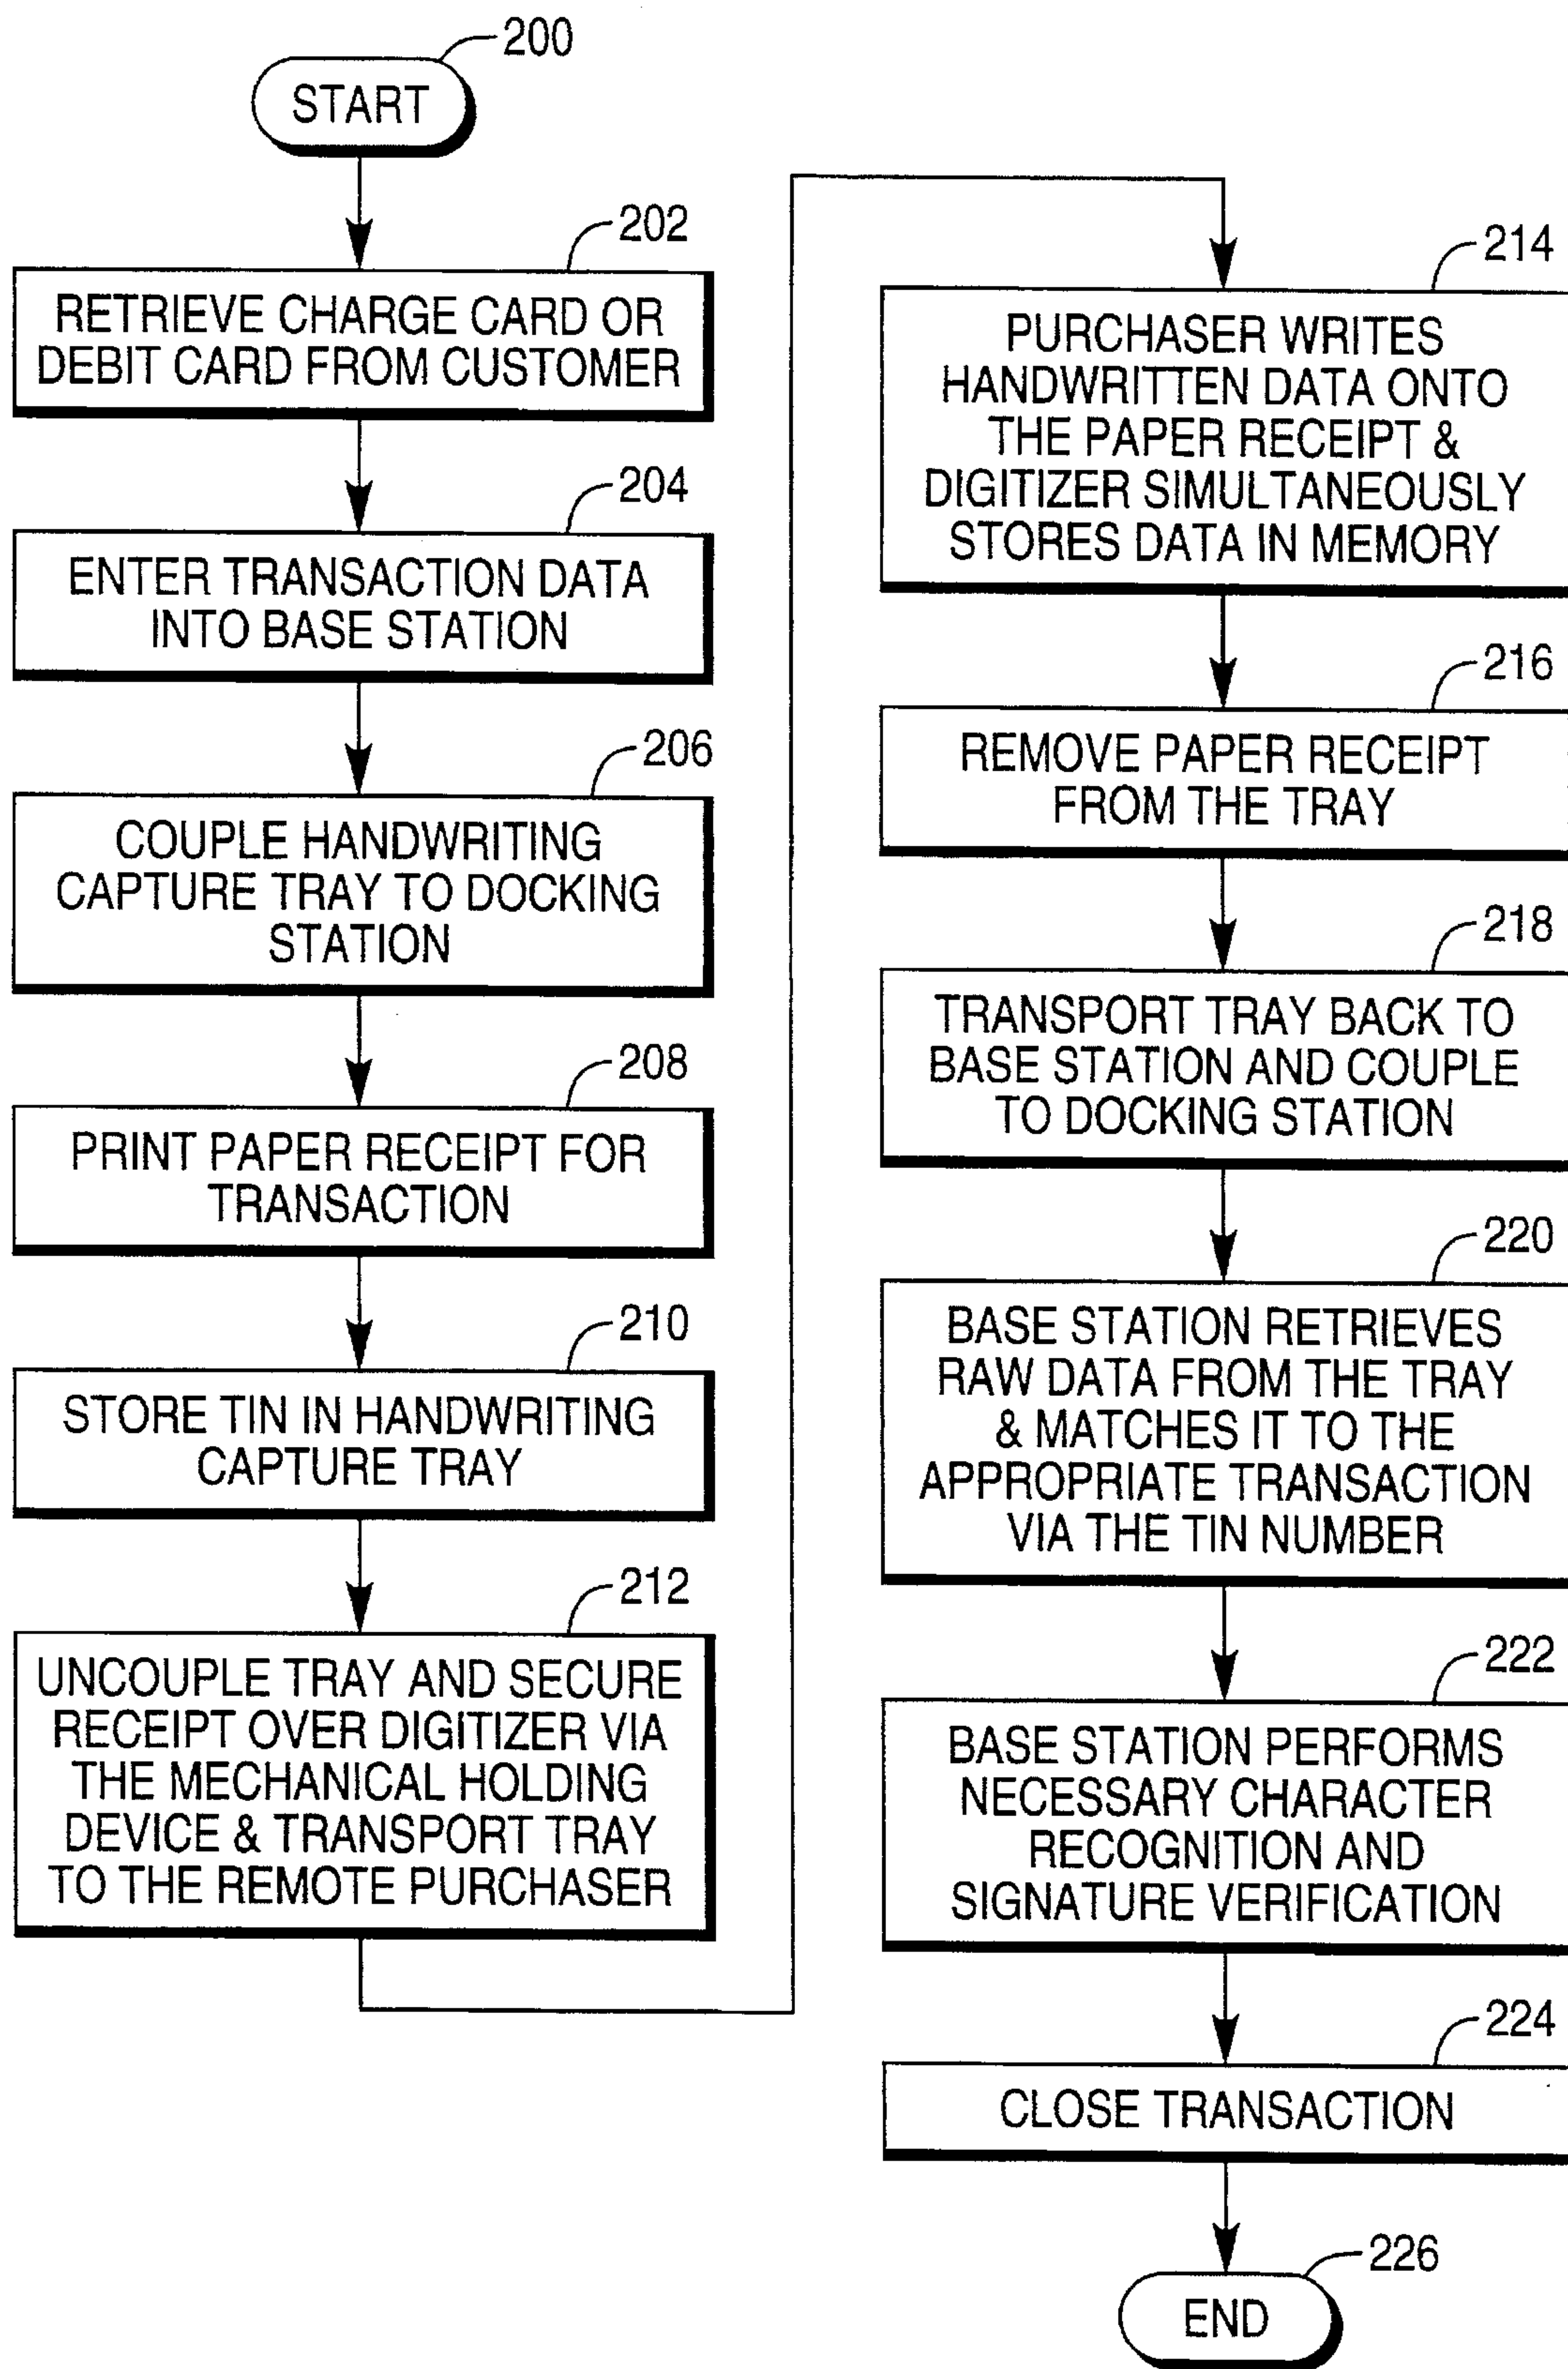 200
START
202
RETRIEVE CHARGE CARD OR
DEBIT CARD FROM CUSTOMER
204
ENTER TRANSACTION DATA
INTO BASE STATION
206
COUPLE HANDWRITING
CAPTURE TRAY TO DOCKING
STATION
208
PRINT PAPER RECEIPT FOR
TRANSACTION
210
STORE TIN IN HANDWRITING
CAPTURE TRAY
212
UNCOUPLE TRAY AND SECURE
RECEIPT OVER DIGITIZER VIA
THE MECHANICAL HOLDING
DEVICE & TRANSPORT TRAY
TO THE REMOTE PURCHASER
214
PURCHASER WRITES
HANDWRITTEN DATA ONTO
THE PAPER RECEIPT &
DIGITIZER SIMULTANEOUSLY
STORES DATA IN MEMORY
216
REMOVE PAPER RECEIPT
FROM THE TRAY
218
TRANSPORT TRAY BACK TO
BASE STATION AND COUPLE
TO DOCKING STATION
220
BASE STATION RETRIEVES
RAW DATA FROM THE TRAY
& MATCHES IT TO THE
APPROPRIATE TRANSACTION
VIA THE TIN NUMBER
222
BASE STATION PERFORMS
NECESSARY CHARACTER
RECOGNITION AND
SIGNATURE VERIFICATION
224
CLOSE TRANSACTION
226
END